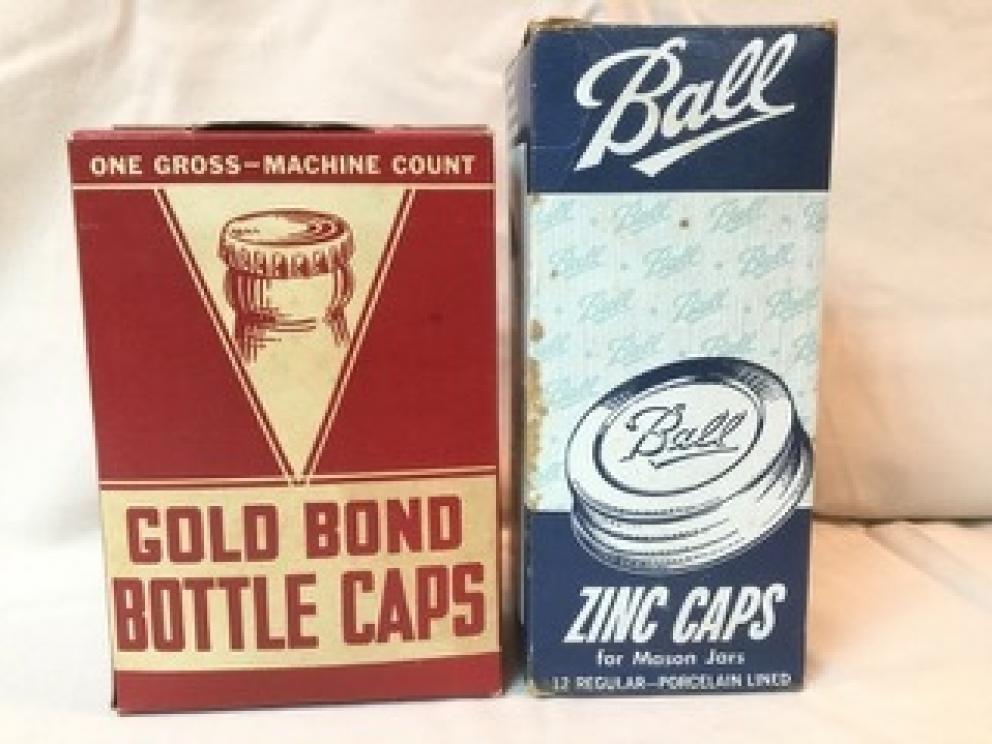 ONE GROSS–MACHINE COUNT
GOLD BOND
BOTTLE CAPS
Ball
Ball
ZINC CAPS
for Mason Jars
12 REGULAR–PORCELAIN LINED